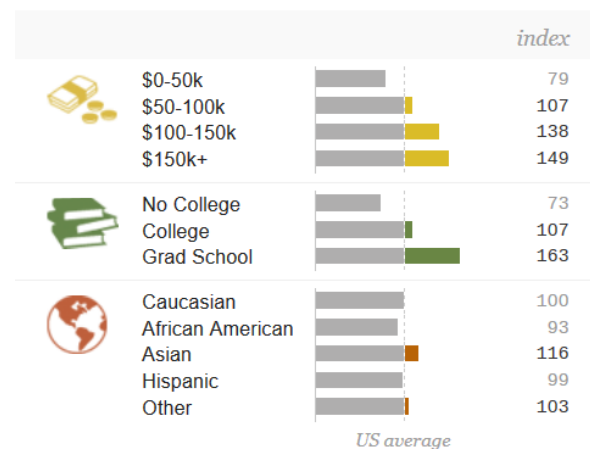 index
$0-50k 79
$50-100k 107
$100-150k 138
$150k+ 149
No College 73
College 107
Grad School 163
Caucasian 100
African American 93
Asian 116
Hispanic 99
Other 103
US average